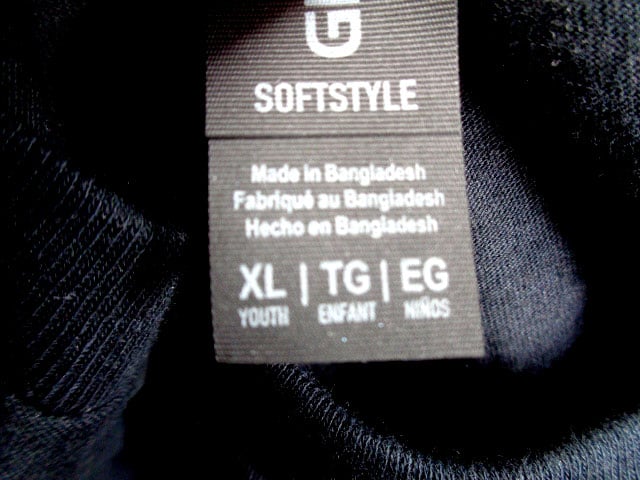 G
SOFTSTYLE
Made in Bangladesh
Fabriqué au Bangladesh
Hecho en Bangladesh
XL | TG | EG
YOUTH ENFANT NIÑOS